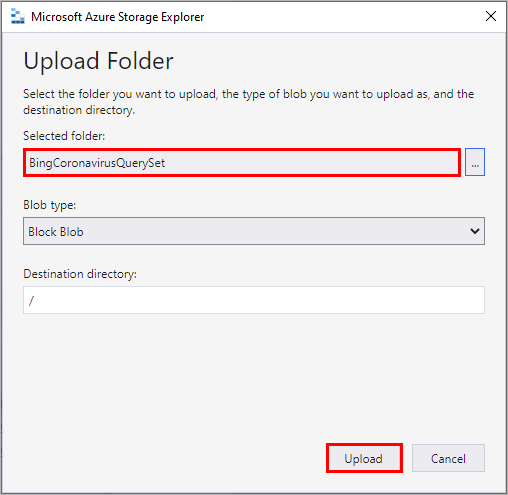 Microsoft Azure Storage Explorer
Upload Folder
Select the folder you want to upload, the type of blob you want to upload as, and the
destination directory.
Selected folder:
BingCoronavirusQuerySet
...
Blob type:
Block Blob
Destination directory:
/
Upload
Cancel